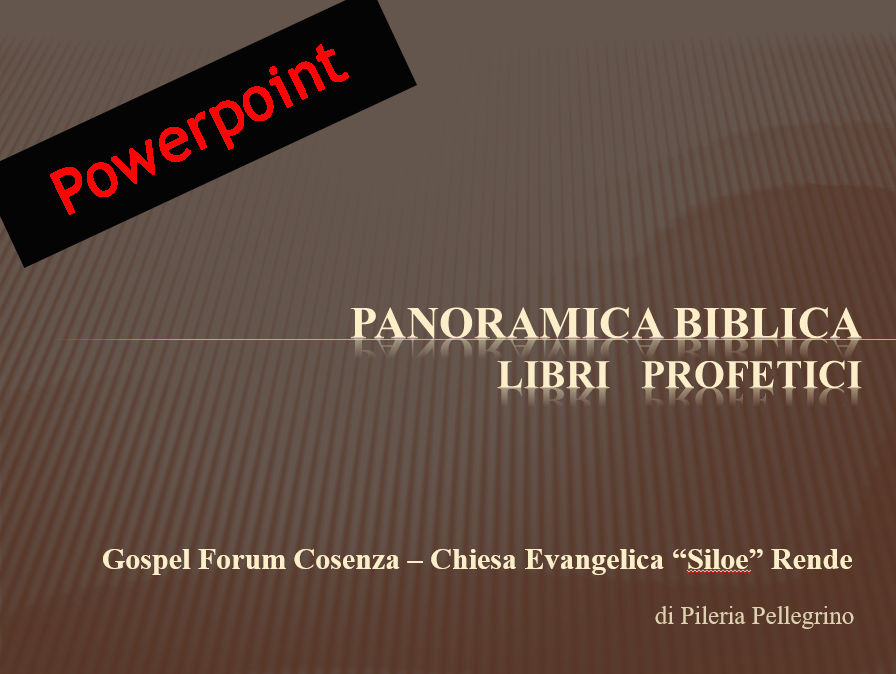 Powerpoint
PANORAMICA BIBLICA
LIBRI PROFETICI
Gospel Forum Cosenza – Chiesa Evangelica “Siloe” Rende
di Pileria Pellegrino